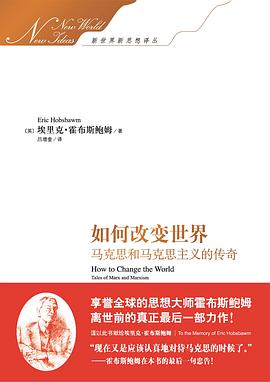 New World
New Ideas
新世界新思想译丛
Eric Hobsbawm
〔英〕埃里克·霍布斯鲍姆／著
吕增奎／译
如何改变世界
马克思和马克思主义的传奇
How to Change the World
Tales of Marx and Marxism
享誉全球的思想大师霍布斯鲍姆
离世前的真正最后一部力作！
谨以此书献给埃里克·霍布斯鲍姆 To the Memory of Eric Hobsbawm
“现在又是应该认真地对待马克思的时候了。”
——霍布斯鲍姆在本书的最后一句忠告！